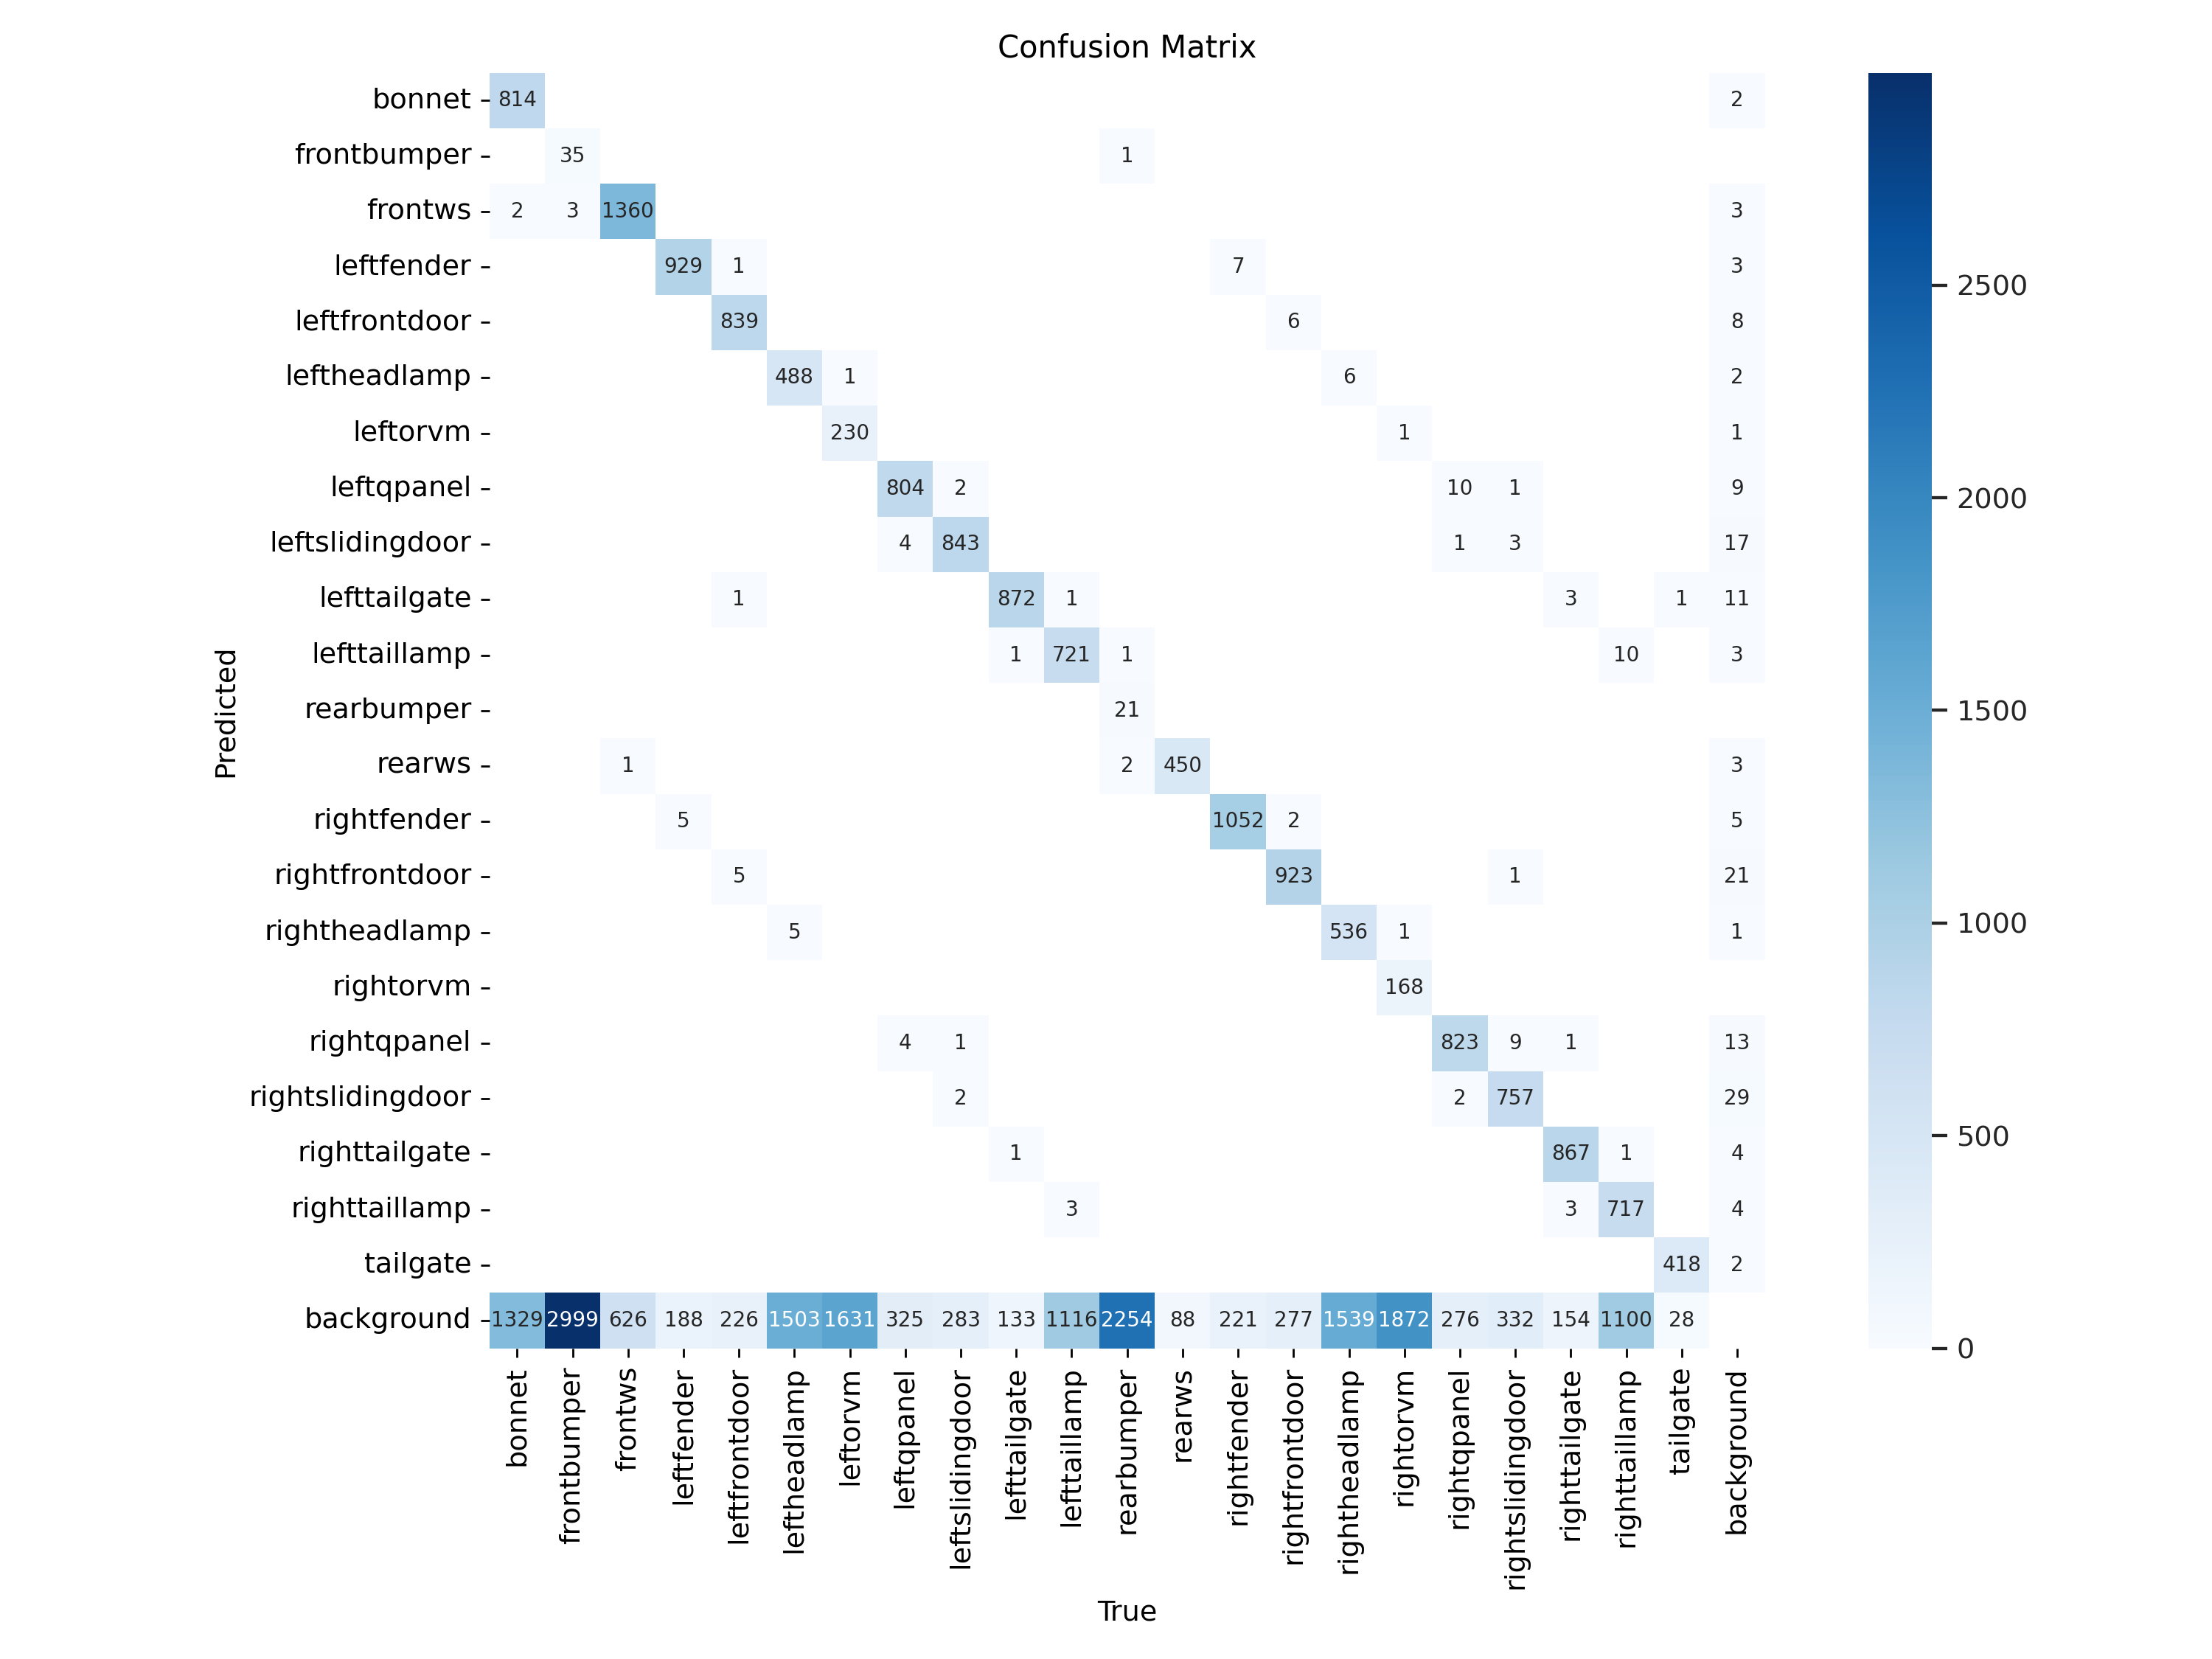 Confusion Matrix
bonnet 814 2
frontbumper 35 1
frontws 2 3 1360 3
leftfender 929 1 7 3
leftfrontdoor 839 6 8
leftheadlamp 488 1 6 2
leftorvm 230 1 1
leftqpanel 804 2 10 1 9
leftslidingdoor 4 843 1 3 17
lefttailgate 1 872 1 3 1 11
lefttaillamp 1 721 1 10 3
rearbumper 21
rearws 1 2 450 3
rightfender 5 1052 2 5
rightfrontdoor 5 923 1 21
rightheadlamp 5 536 1 1
rightorvm 168
rightqpanel 4 1 823 9 1 13
rightslidingdoor 2 2 757 29
righttailgate 1 867 1 4
righttaillamp 3 3 717 4
tailgate 418 2
background 1329 2999 626 188 226 1503 1631 325 283 133 1116 2254 88 221 277 1539 1872 276 332 154 1100 28
Predicted
bonnet
frontbumper
frontws
leftfender
leftfrontdoor
leftheadlamp
leftorvm
leftqpanel
leftslidingdoor
lefttailgate
lefttaillamp
rearbumper
rearws
rightfender
rightfrontdoor
rightheadlamp
rightorvm
rightqpanel
rightslidingdoor
righttailgate
righttaillamp
tailgate
background
True
2500
2000
1500
1000
500
0